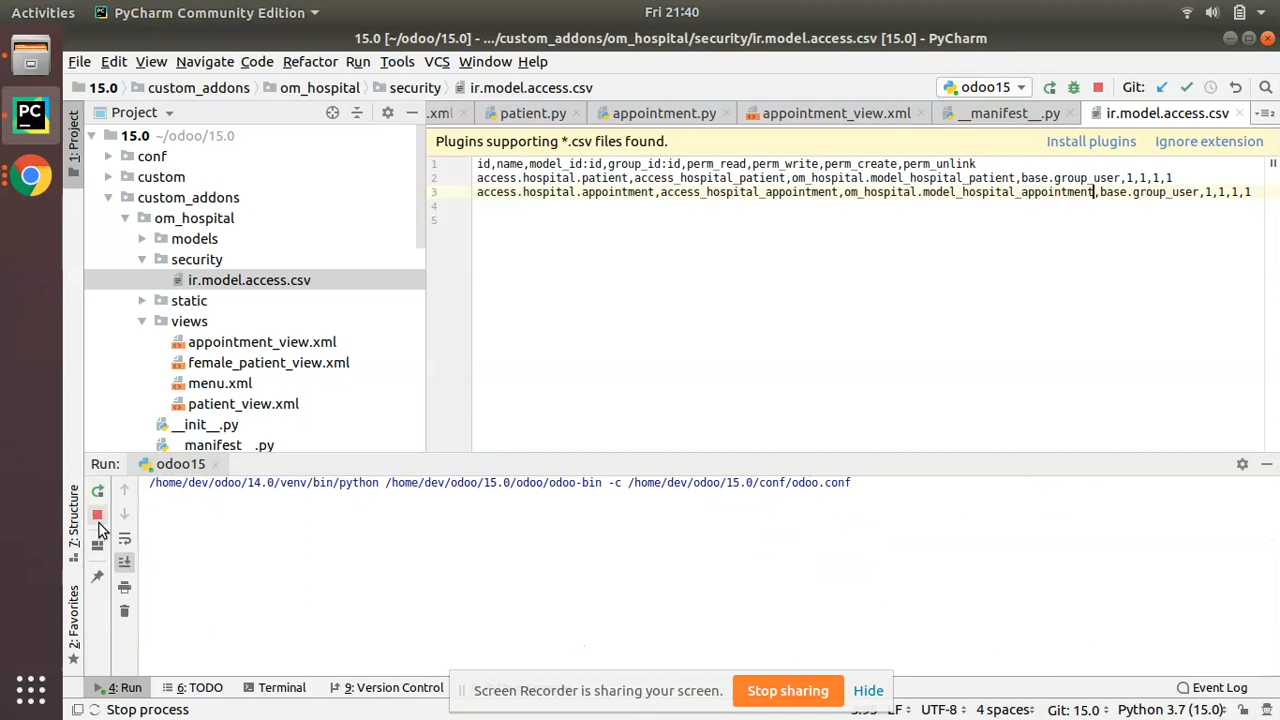 Activities PyCharm Community Edition Fri 21:40
15.0 [~/odoo/15.0] - .../custom_addons/om_hospital/security/ir.model.access.csv [15.0] - PyCharm
File Edit View Navigate Code Refactor Run Tools VCS Window Help
15.0 custom_addons om_hospital security ir.model.access.csv odoo15 Git:
1: Project
Project
.xml patient.py appointment.py appointment_view.xml __manifest__.py ir.model.access.csv
15.0 ~/odoo/15.0
conf
custom
custom_addons
om_hospital
models
security
ir.model.access.csv
static
views
appointment_view.xml
female_patient_view.xml
menu.xml
patient_view.xml
__init__.py
manifest .py
Plugins supporting *.csv files found. Install plugins Ignore extension
1 id,name,model_id:id,group_id:id,perm_read,perm_write,perm_create,perm_unlink
2 access.hospital.patient,access_hospital_patient,om_hospital.model_hospital_patient,base.group_user,1,1,1,1
3 access.hospital.appointment,access_hospital_appointment,om_hospital.model_hospital_appointment,base.group_user,1,1,1,1
4
5
Run: odoo15
/home/dev/odoo/14.0/venv/bin/python /home/dev/odoo/15.0/odoo/odoo-bin -c /home/dev/odoo/15.0/conf/odoo.conf
7: Structure
2: Favorites
4: Run 6: TODO Terminal 9: Version Control Event Log
Screen Recorder is sharing your screen. Stop sharing Hide
Stop process 3:95 LF UTF-8 4 spaces Git: 15.0 Python 3.7 (15.0)